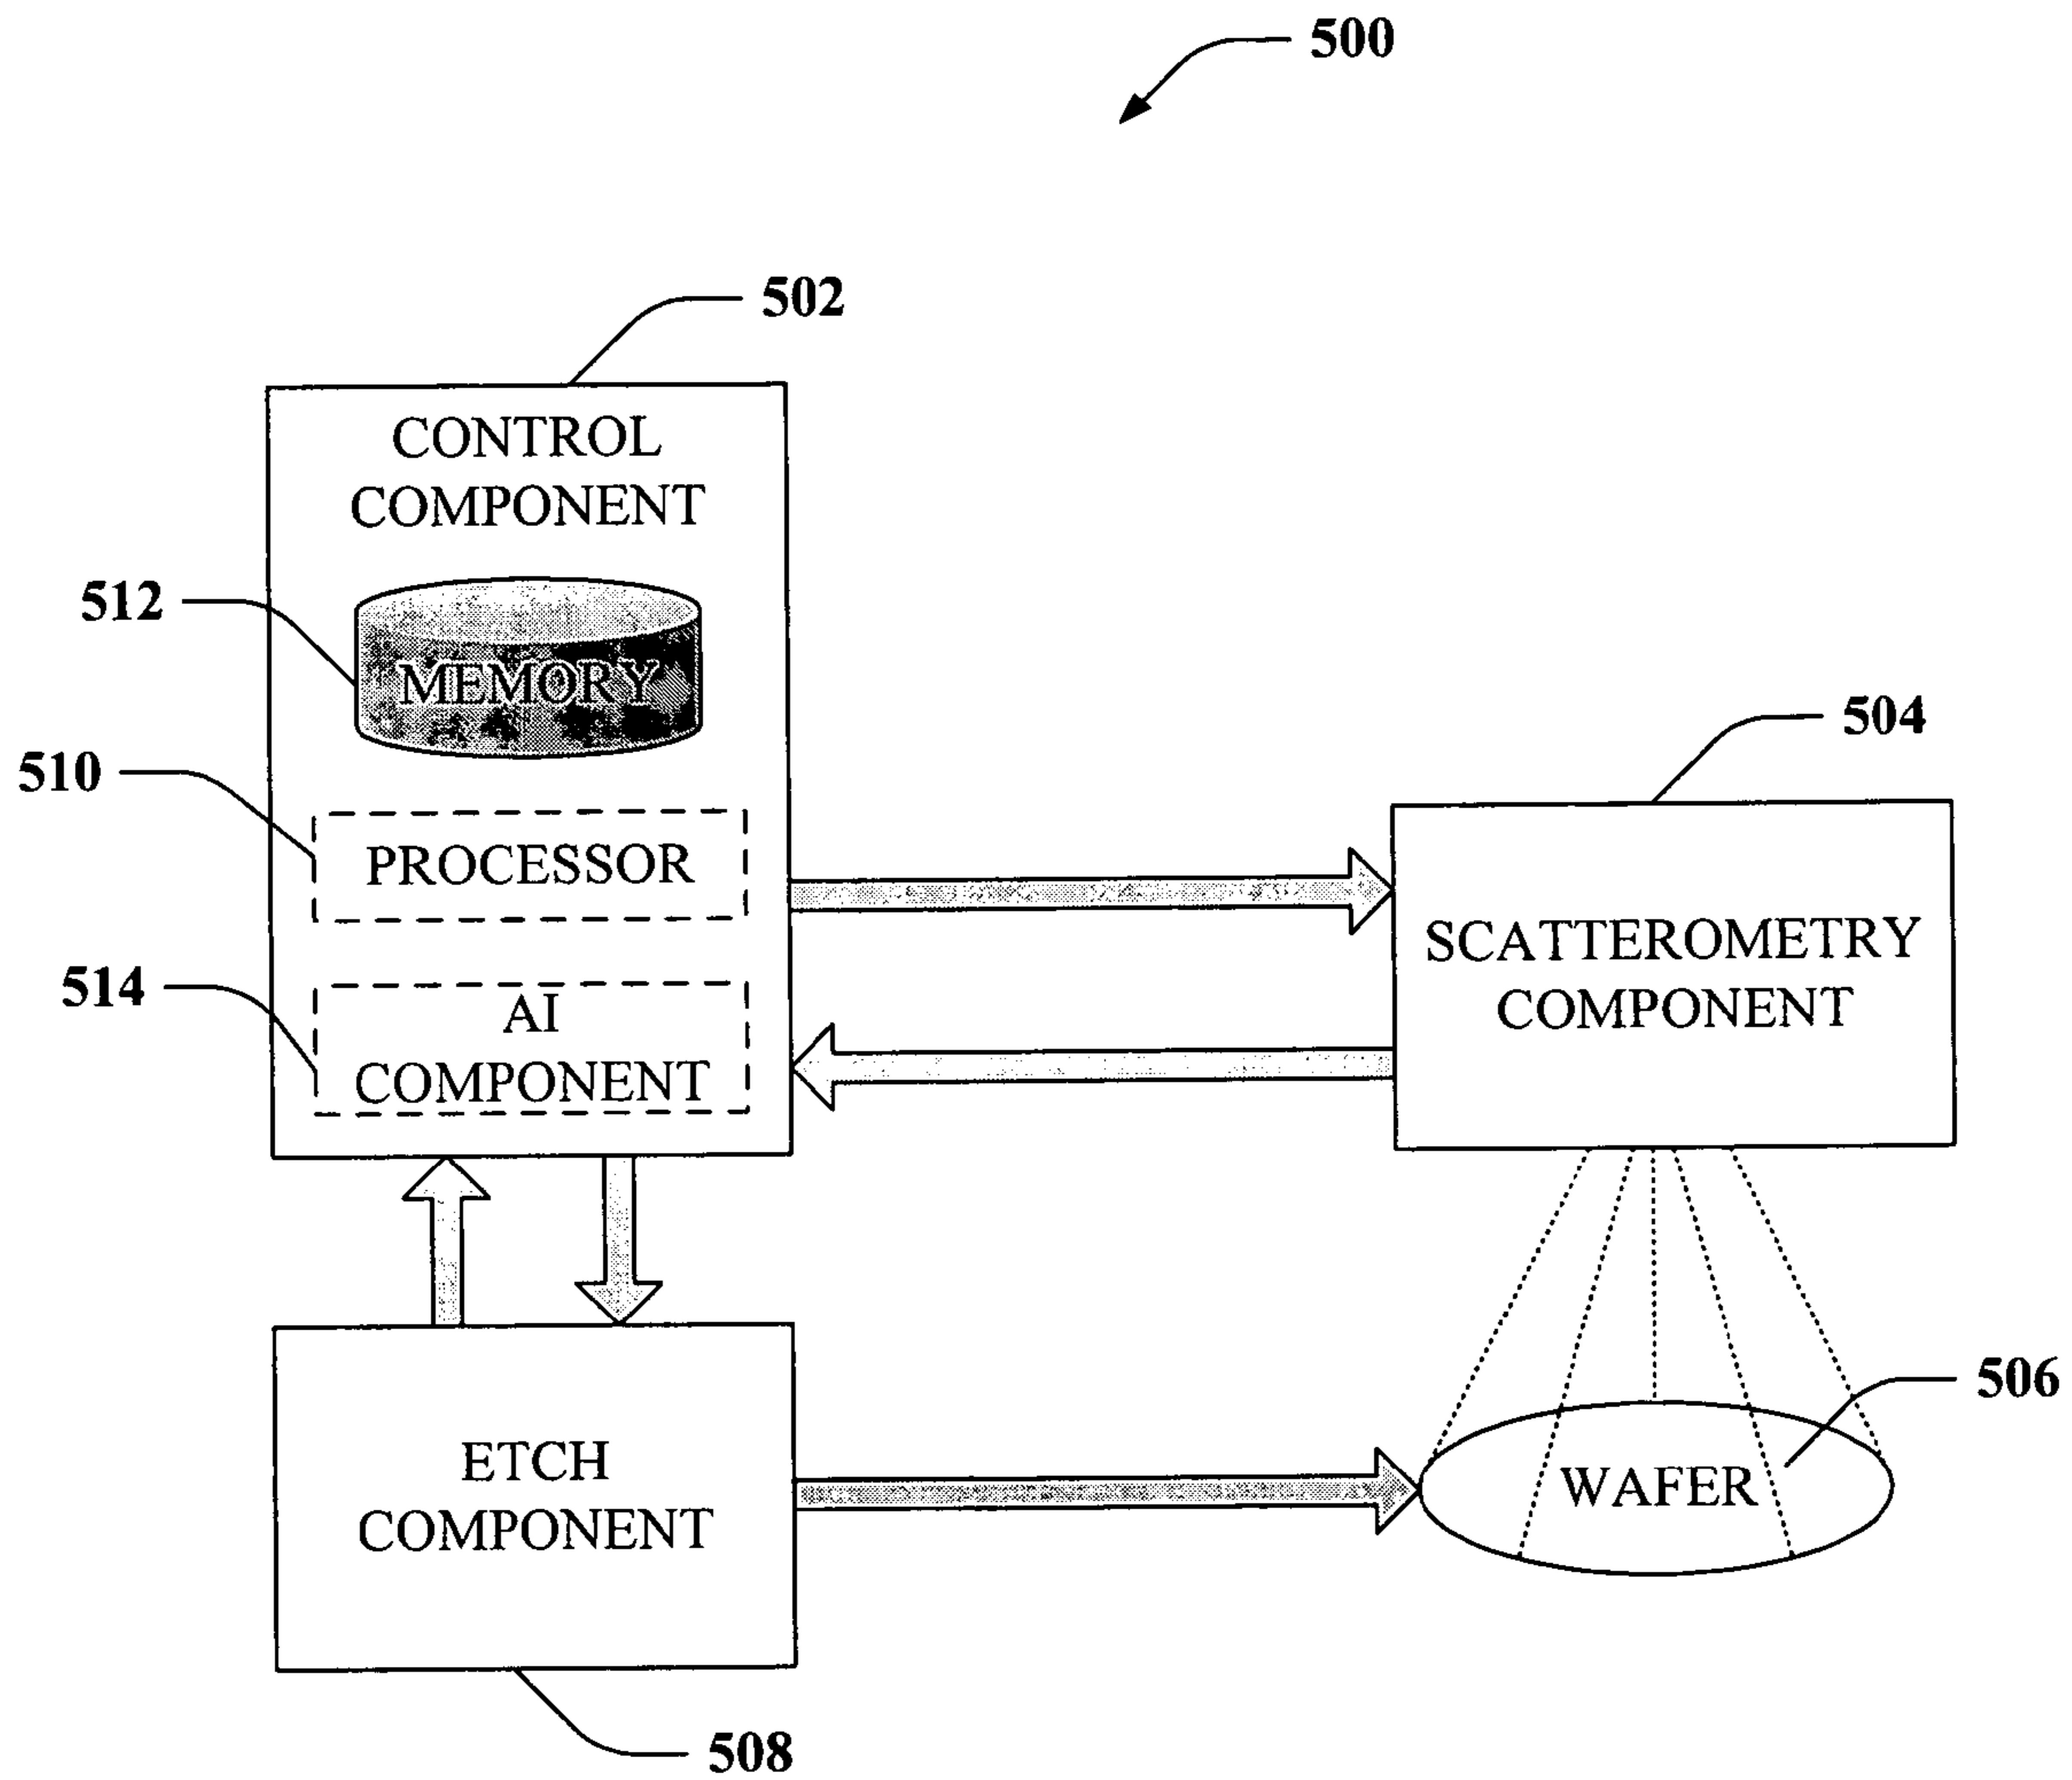 500
502
CONTROL
COMPONENT
512
MEMORY
510
PROCESSOR
504
SCATTEROMETRY
COMPONENT
514
AI
COMPONENT
506
WAFER
ETCH
COMPONENT
508